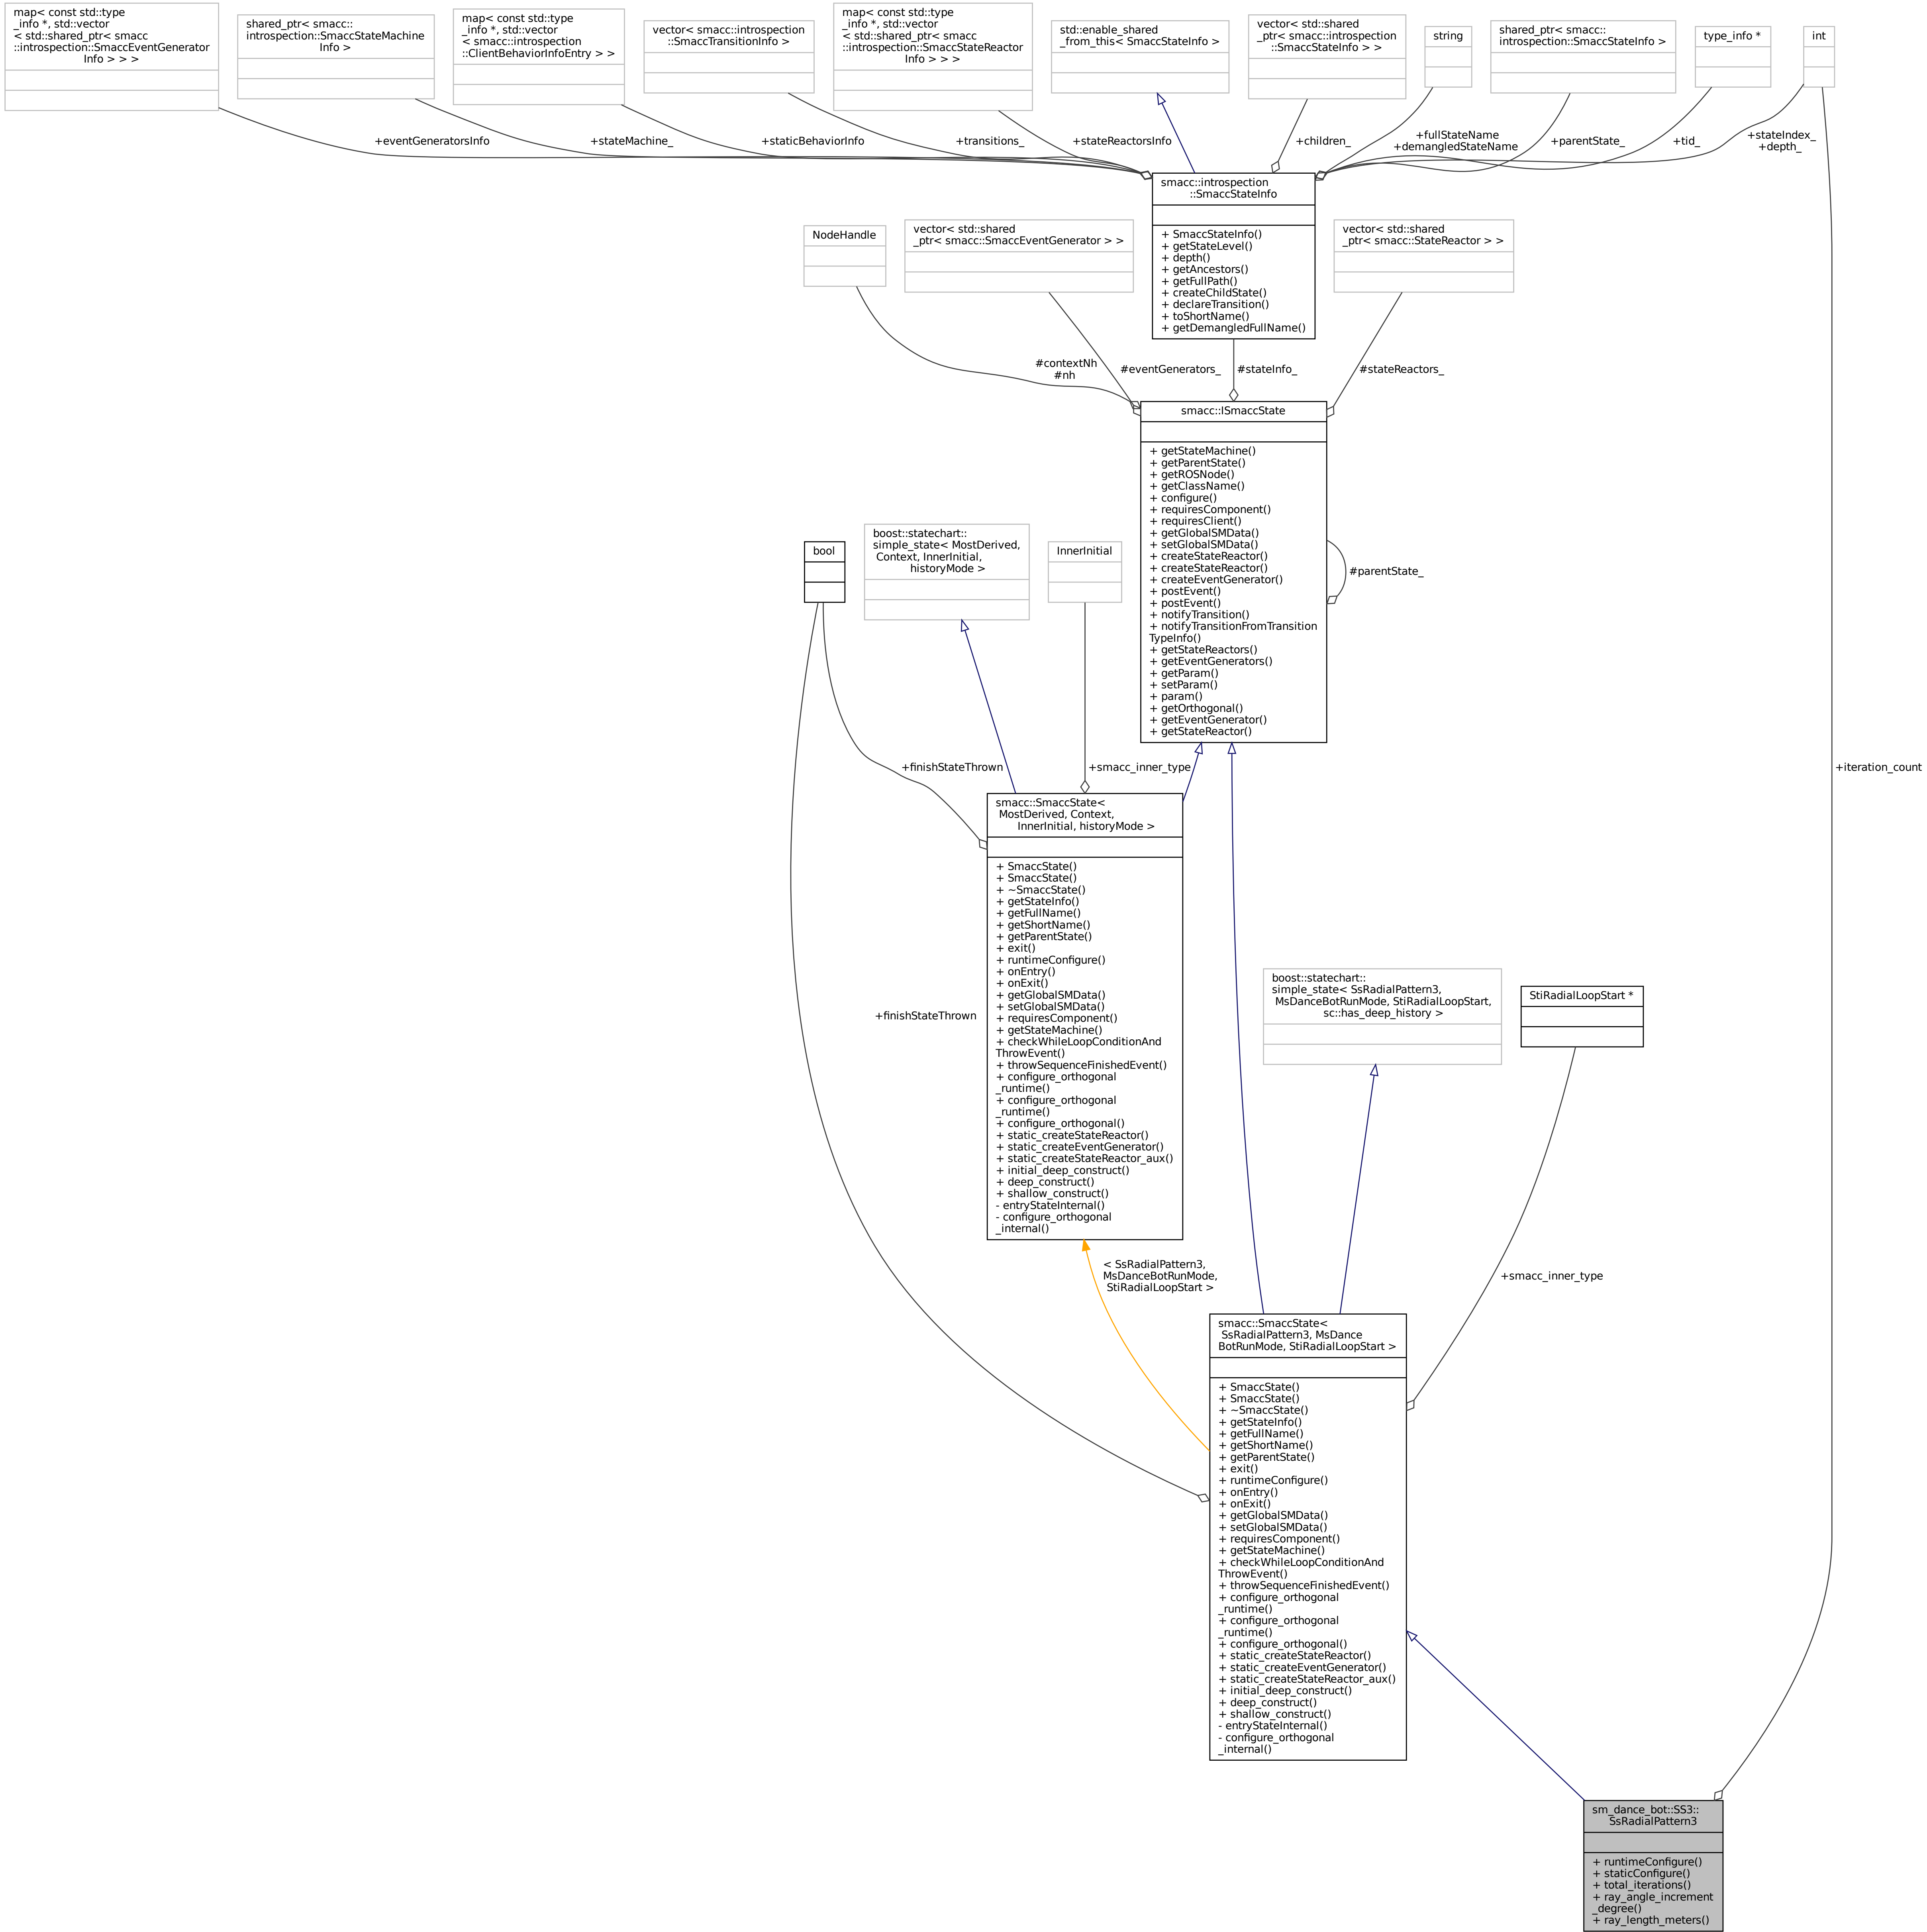 map< const std::type
_info *, std::vector
< std::shared_ptr< smacc
::introspection::SmaccEventGenerator
Info > > >
shared_ptr< smacc::
introspection::SmaccStateMachine
Info >
map< const std::type
_info *, std::vector
< smacc::introspection
::ClientBehaviorInfoEntry > >
vector< smacc::introspection
::SmaccTransitionInfo >
map< const std::type
_info *, std::vector
< std::shared_ptr< smacc
::introspection::SmaccStateReactor
Info > > >
std::enable_shared
_from_this< SmaccStateInfo >
vector< std::shared
_ptr< smacc::introspection
::SmaccStateInfo > >
string
shared_ptr< smacc::
introspection::SmaccStateInfo >
type_info *
int
+eventGeneratorsInfo
+stateMachine_
+staticBehaviorInfo
+transitions_
+stateReactorsInfo
+children_
+fullStateName
+demangledStateName
+parentState_
+tid_
+stateIndex_
+depth_
smacc::introspection
::SmaccStateInfo
+ SmaccStateInfo()
+ getStateLevel()
+ depth()
+ getAncestors()
+ getFullPath()
+ createChildState()
+ declareTransition()
+ toShortName()
+ getDemangledFullName()
NodeHandle
vector< std::shared
_ptr< smacc::SmaccEventGenerator > >
vector< std::shared
_ptr< smacc::StateReactor > >
#contextNh
#nh
#eventGenerators_
#stateInfo_
#stateReactors_
smacc::ISmaccState
+ getStateMachine()
+ getParentState()
+ getROSNode()
+ getClassName()
+ configure()
+ requiresComponent()
+ requiresClient()
+ getGlobalSMData()
+ setGlobalSMData()
+ createStateReactor()
+ createStateReactor()
+ createEventGenerator()
+ postEvent()
+ postEvent()
+ notifyTransition()
+ notifyTransitionFromTransition
TypeInfo()
+ getStateReactors()
+ getEventGenerators()
+ getParam()
+ setParam()
+ param()
+ getOrthogonal()
+ getEventGenerator()
+ getStateReactor()
#parentState_
bool
boost::statechart::
simple_state< MostDerived,
Context, InnerInitial,
historyMode >
InnerInitial
+finishStateThrown
+smacc_inner_type
+iteration_count
smacc::SmaccState<
MostDerived, Context,
InnerInitial, historyMode >
+ SmaccState()
+ SmaccState()
+ ~SmaccState()
+ getStateInfo()
+ getFullName()
+ getShortName()
+ getParentState()
+ exit()
+ runtimeConfigure()
+ onEntry()
+ onExit()
+ getGlobalSMData()
+ setGlobalSMData()
+ requiresComponent()
+ getStateMachine()
+ checkWhileLoopConditionAnd
ThrowEvent()
+ throwSequenceFinishedEvent()
+ configure_orthogonal
_runtime()
+ configure_orthogonal
_runtime()
+ configure_orthogonal()
+ static_createStateReactor()
+ static_createEventGenerator()
+ static_createStateReactor_aux()
+ initial_deep_construct()
+ deep_construct()
+ shallow_construct()
- entryStateInternal()
- configure_orthogonal
_internal()
+finishStateThrown
boost::statechart::
simple_state< SsRadialPattern3,
MsDanceBotRunMode, StiRadialLoopStart,
sc::has_deep_history >
StiRadialLoopStart *
< SsRadialPattern3,
MsDanceBotRunMode,
StiRadialLoopStart >
+smacc_inner_type
smacc::SmaccState<
SsRadialPattern3, MsDance
BotRunMode, StiRadialLoopStart >
+ SmaccState()
+ SmaccState()
+ ~SmaccState()
+ getStateInfo()
+ getFullName()
+ getShortName()
+ getParentState()
+ exit()
+ runtimeConfigure()
+ onEntry()
+ onExit()
+ getGlobalSMData()
+ setGlobalSMData()
+ requiresComponent()
+ getStateMachine()
+ checkWhileLoopConditionAnd
ThrowEvent()
+ throwSequenceFinishedEvent()
+ configure_orthogonal
_runtime()
+ configure_orthogonal
_runtime()
+ configure_orthogonal()
+ static_createStateReactor()
+ static_createEventGenerator()
+ static_createStateReactor_aux()
+ initial_deep_construct()
+ deep_construct()
+ shallow_construct()
- entryStateInternal()
- configure_orthogonal
_internal()
sm_dance_bot::SS3::
SsRadialPattern3
+ runtimeConfigure()
+ staticConfigure()
+ total_iterations()
+ ray_angle_increment
_degree()
+ ray_length_meters()